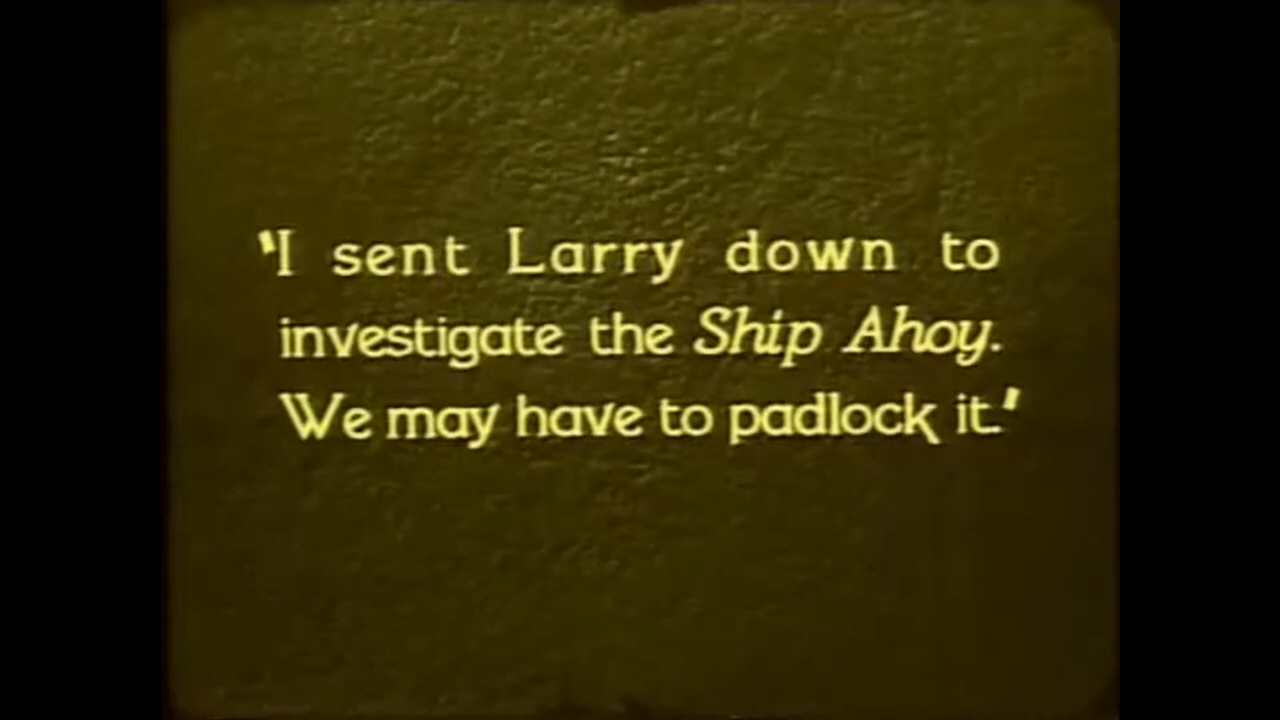 "I sent Larry down to
investigate the Ship Ahoy.
We may have to padlock it."